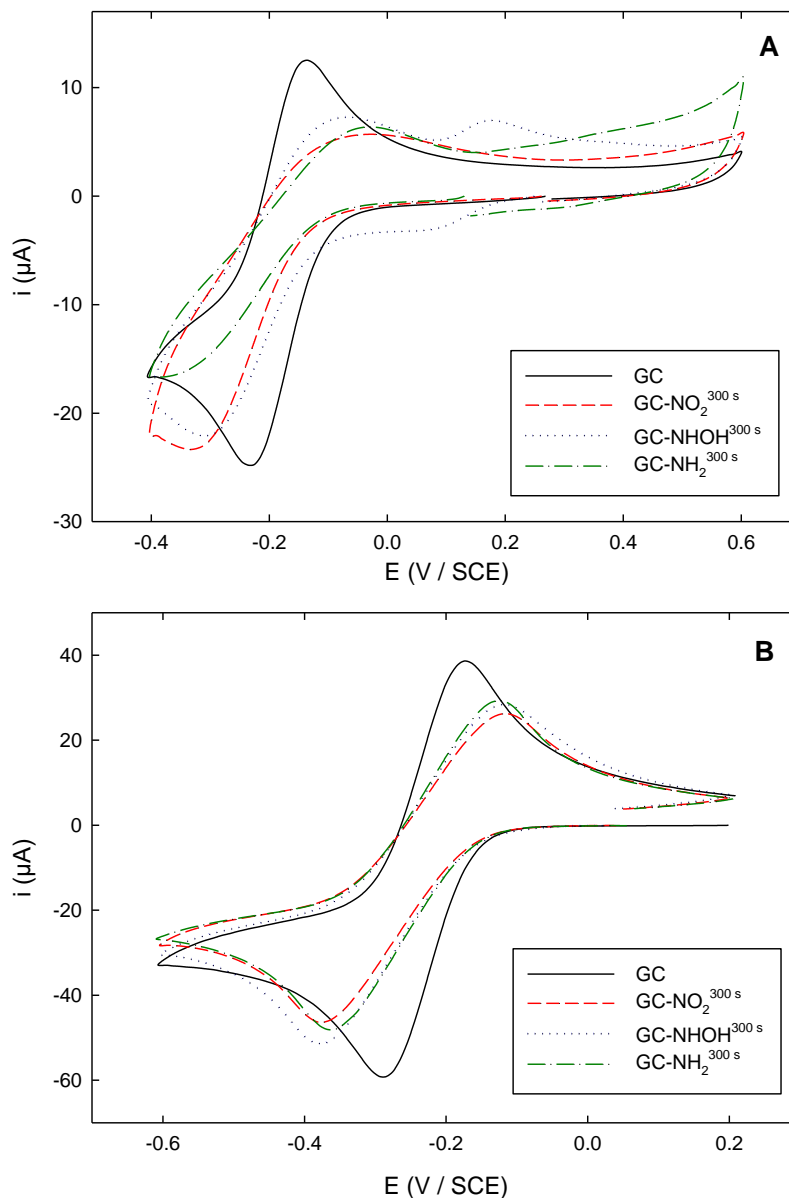 A
10
0
-10
-20
-30
i (µA)
-0.4 -0.2 0.0 0.2 0.4 0.6
E (V / SCE)
GC
GC-NO₂³⁰⁰ ˢ
GC-NHOH³⁰⁰ ˢ
GC-NH₂³⁰⁰ ˢ
B
40
20
0
-20
-40
-60
i (µA)
-0.6 -0.4 -0.2 0.0 0.2
E (V / SCE)
GC
GC-NO₂³⁰⁰ ˢ
GC-NHOH³⁰⁰ ˢ
GC-NH₂³⁰⁰ ˢ